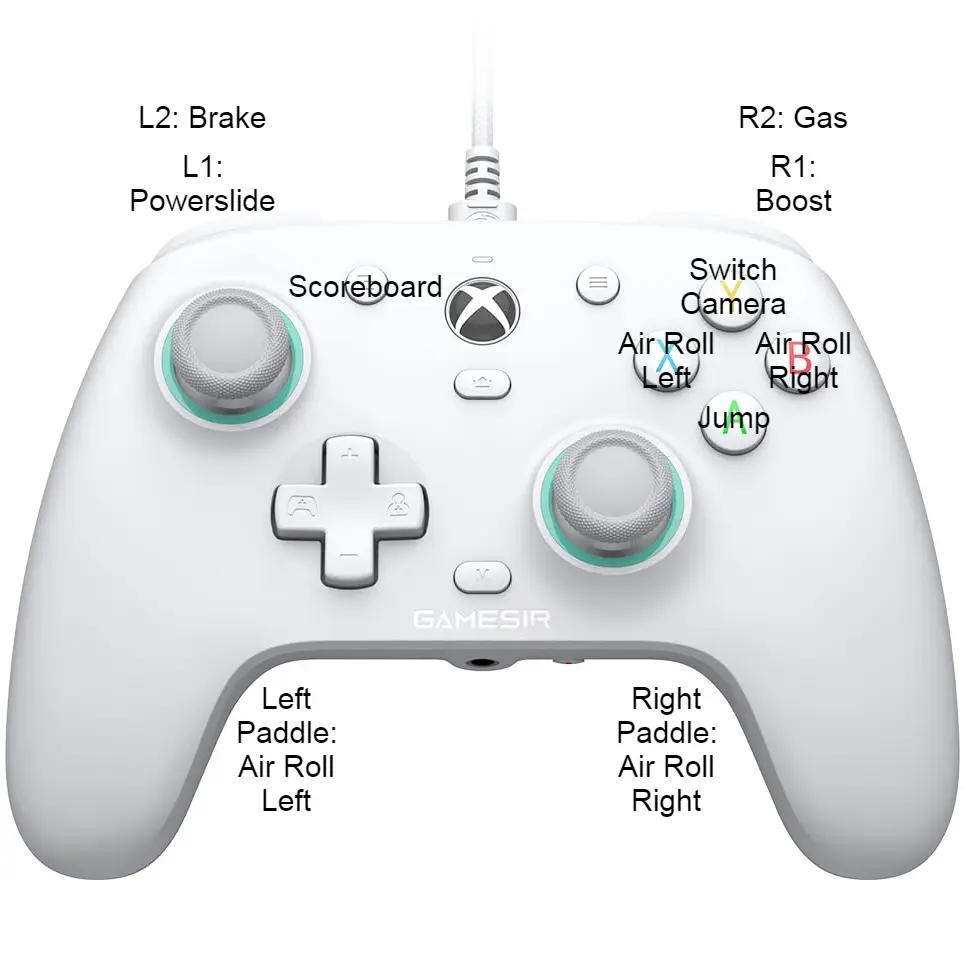 L2: Brake
R2: Gas
L1:
Powerslide
R1:
Boost
Scoreboard
Switch
Camera
Y
Air Roll
Left
X
Air Roll
Right
B
Jump
A
GAMESIR
Left
Paddle:
Air Roll
Left
Right
Paddle:
Air Roll
Right